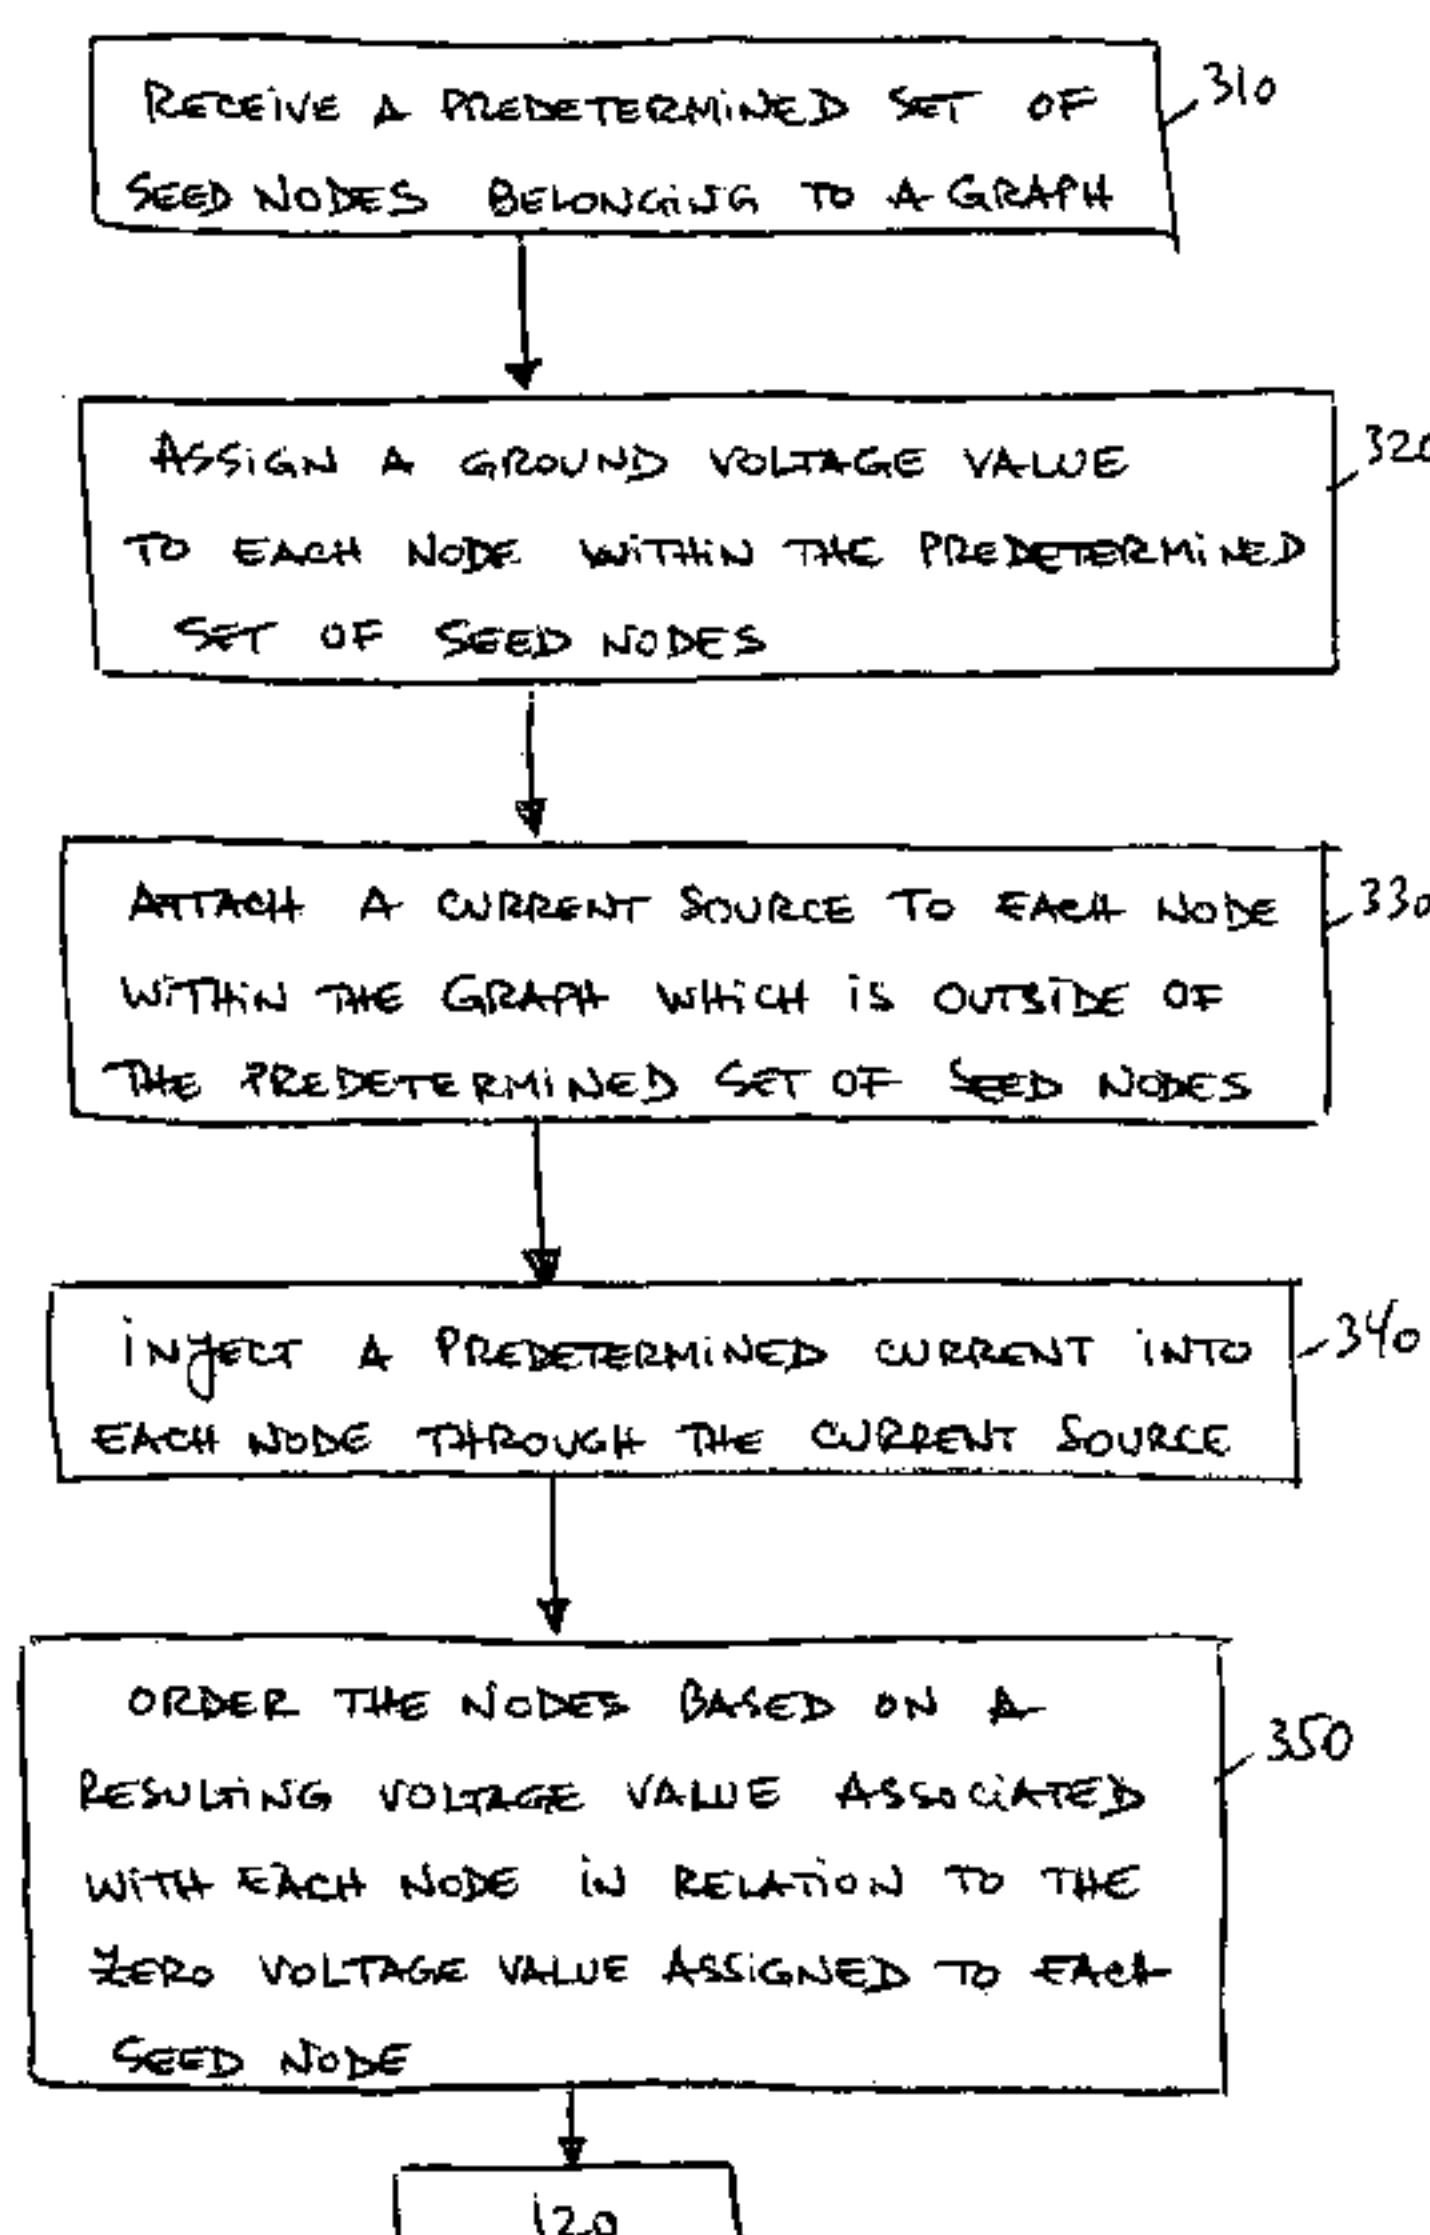 RECEIVE A PREDETERMINED SET OF
SEED NODES BELONGING TO A GRAPH
310
ASSIGN A GROUND VOLTAGE VALUE
TO EACH NODE WITHIN THE PREDETERMINED
SET OF SEED NODES
320
ATTACH A CURRENT SOURCE TO EACH NODE
WITHIN THE GRAPH WHICH IS OUTSIDE OF
THE PREDETERMINED SET OF SEED NODES
330
INJECT A PREDETERMINED CURRENT INTO
EACH NODE THROUGH THE CURRENT SOURCE
340
ORDER THE NODES BASED ON A
RESULTING VOLTAGE VALUE ASSOCIATED
WITH EACH NODE IN RELATION TO THE
ZERO VOLTAGE VALUE ASSIGNED TO EACH
SEED NODE
350
120